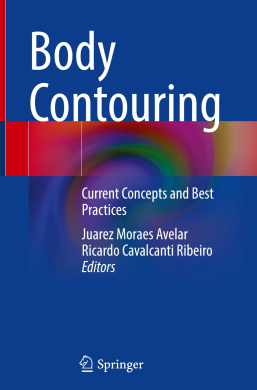 Body
Contouring
Current Concepts and Best
Practices
Juarez Moraes Avelar
Ricardo Cavalcanti Ribeiro
Editors
Springer